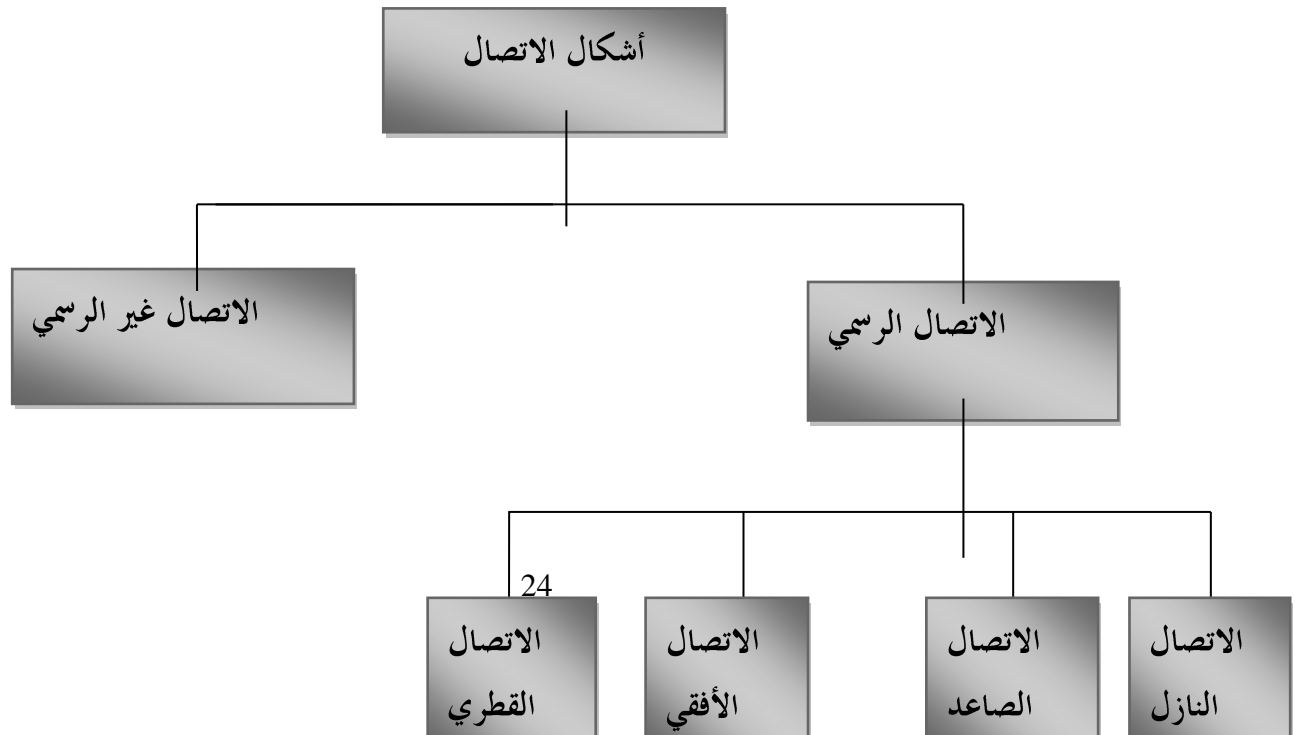 أشكال الاتصال
الاتصال الرسمي
الاتصال غير الرسمي
24
الاتصال
النازل
الاتصال
الصاعد
الاتصال
الأفقي
الاتصال
القطري